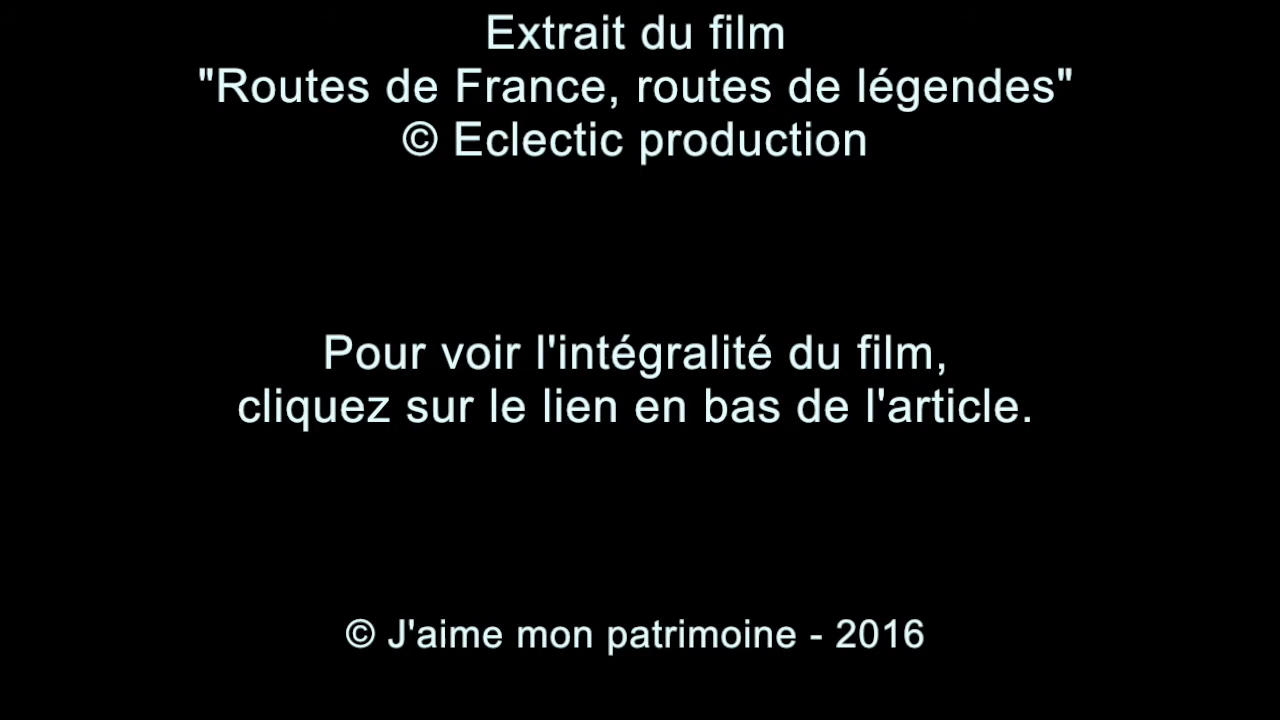 Extrait du film
"Routes de France, routes de légendes"
© Eclectic production
Pour voir l'intégralité du film,
cliquez sur le lien en bas de l'article.
© J'aime mon patrimoine - 2016